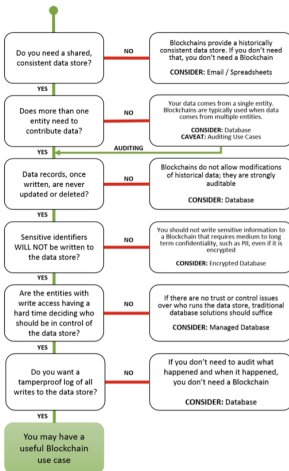 Do you need a shared,
consistent data store?
NO
Blockchains provide a historically
consistent data store. If you don't need
that, you don't need a Blockchain
CONSIDER: Email / Spreadsheets
YES
Does more than one
entity need to
contribute data?
NO
Your data comes from a single entity.
Blockchains are typically used when data
comes from multiple entities.
CONSIDER: Database
CAVEAT: Auditing Use Cases
YES
AUDITING
Data records, once
written, are never
updated or deleted?
NO
Blockchains do not allow modifications
of historical data; they are strongly
auditable
CONSIDER: Database
YES
Sensitive identifiers
WILL NOT be written to
the data store?
NO
You should not write sensitive information to
a Blockchain that requires medium to long
term confidentiality, such as PII, even if it is
encrypted
CONSIDER: Encrypted Database
YES
Are the entities with
write access having a
hard time deciding who
should be in control of
the data store?
NO
If there are no trust or control issues
over who runs the data store, traditional
database solutions should suffice
CONSIDER: Managed Database
YES
Do you want a
tamperproof log of all
writes to the data store?
NO
If you don't need to audit what
happened and when it happened,
you don't need a Blockchain
CONSIDER: Database
YES
You may have a
useful Blockchain
use case